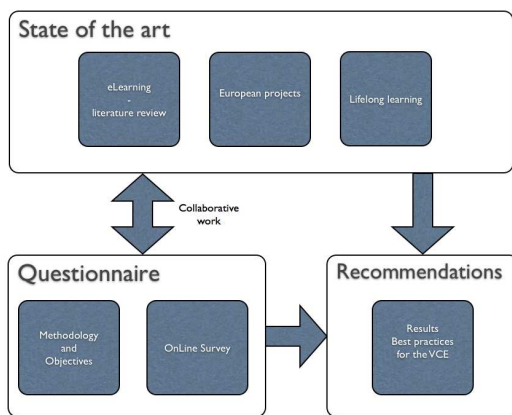 State of the art
eLearning
-
literature review
European projects
Lifelong learning
Collaborative
work
Questionnaire
Methodology
and
Objectives
OnLine Survey
Recommendations
Results
Best practices
for the VCE